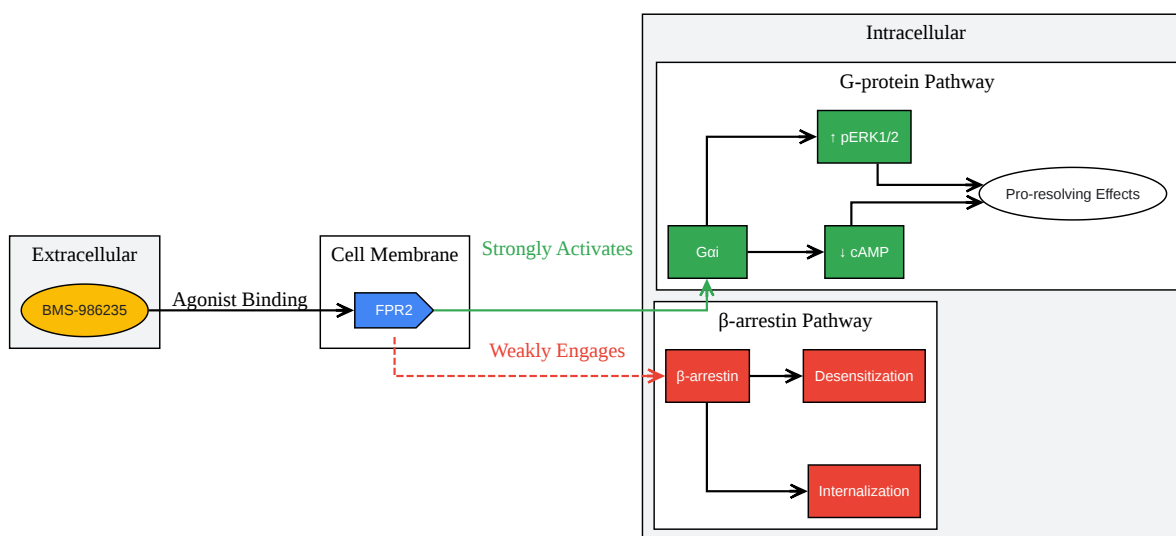 Intracellular
G-protein Pathway
↑ pERK1/2
Pro-resolving Effects
Extracellular
Cell Membrane
Strongly Activates
Gαi
↓ cAMP
BMS-986235
Agonist Binding
FPR2
β-arrestin Pathway
Weakly Engages
β-arrestin
Desensitization
Internalization